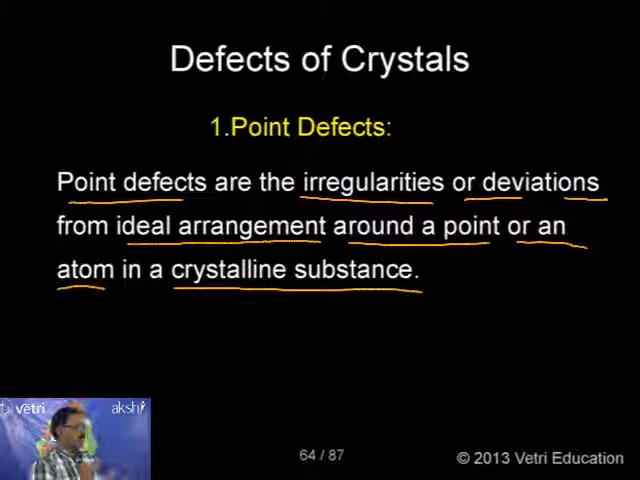 Defects of Crystals
1.Point Defects:
Point defects are the irregularities or deviations
from ideal arrangement around a point or an
atom in a crystalline substance.
vetri
akshi
64 / 87
© 2013 Vetri Education